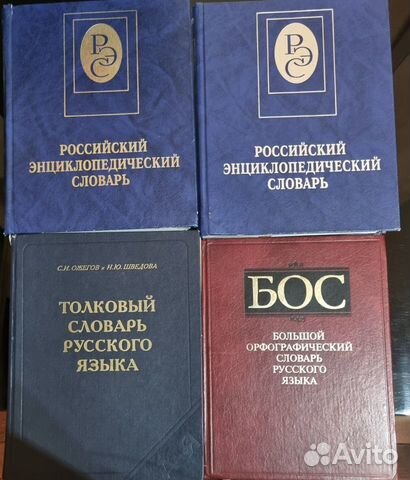 РЭС
РОССИЙСКИЙ
ЭНЦИКЛОПЕДИЧЕСКИЙ
СЛОВАРЬ
РЭС
РОССИЙСКИЙ
ЭНЦИКЛОПЕДИЧЕСКИЙ
СЛОВАРЬ
С.И. ОЖЕГОВ и Н.Ю. ШВЕДОВА
ТОЛКОВЫЙ
СЛОВАРЬ
РУССКОГО
ЯЗЫКА
БОС
БОЛЬШОЙ
ОРФОГРАФИЧЕСКИЙ
СЛОВАРЬ
РУССКОГО
ЯЗЫКА
Avito